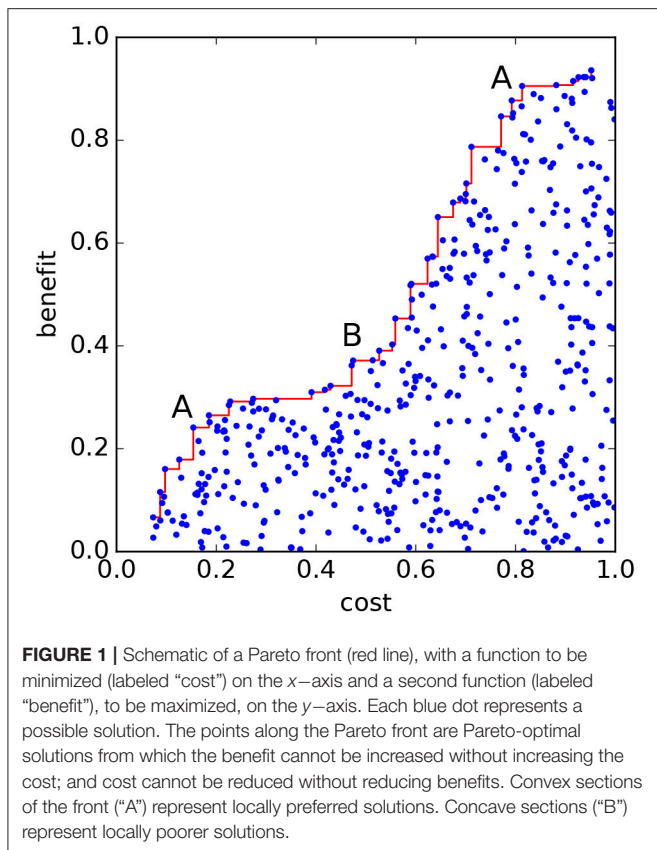 1.0
0.8
0.6
0.4
0.2
0.0
benefit
A
B
A
0.0 0.2 0.4 0.6 0.8 1.0
cost
FIGURE 1 | Schematic of a Pareto front (red line), with a function to be
minimized (labeled “cost”) on the x−axis and a second function (labeled
“benefit”), to be maximized, on the y−axis. Each blue dot represents a
possible solution. The points along the Pareto front are Pareto-optimal
solutions from which the benefit cannot be increased without increasing the
cost; and cost cannot be reduced without reducing benefits. Convex sections
of the front (“A”) represent locally preferred solutions. Concave sections (“B”)
represent locally poorer solutions.